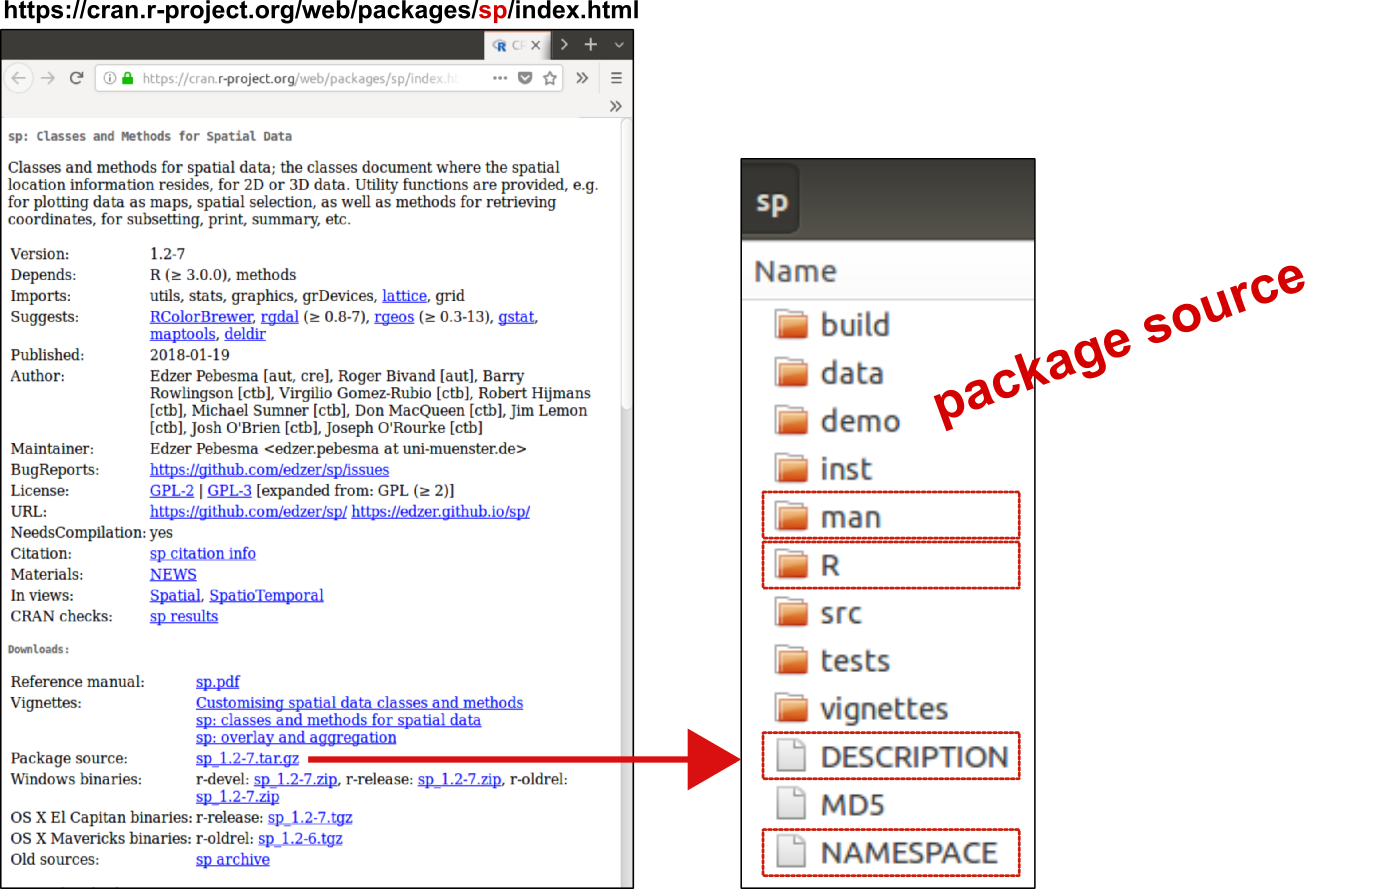 https://cran.r-project.org/web/packages/sp/index.html
https://cran.r-project.org/web/packages/sp/index.ht
sp: Classes and Methods for Spatial Data
Classes and methods for spatial data; the classes document where the spatial
location information resides, for 2D or 3D data. Utility functions are provided, e.g.
for plotting data as maps, spatial selection, as well as methods for retrieving
coordinates, for subsetting, print, summary, etc.
Version: 1.2-7
Depends: R (≥ 3.0.0), methods
Imports: utils, stats, graphics, grDevices, lattice, grid
Suggests: RColorBrewer, rgdal (≥ 0.8-7), rgeos (≥ 0.3-13), gstat,
maptools, deldir
Published: 2018-01-19
Author: Edzer Pebesma [aut, cre], Roger Bivand [aut], Barry
Rowlingson [ctb], Virgilio Gomez-Rubio [ctb], Robert Hijmans
[ctb], Michael Sumner [ctb], Don MacQueen [ctb], Jim Lemon
[ctb], Josh O'Brien [ctb], Joseph O'Rourke [ctb]
Maintainer: Edzer Pebesma <edzer.pebesma at uni-muenster.de>
BugReports: https://github.com/edzer/sp/issues
License: GPL-2 | GPL-3 [expanded from: GPL (≥ 2)]
URL: https://github.com/edzer/sp/ https://edzer.github.io/sp/
NeedsCompilation: yes
Citation: sp citation info
Materials: NEWS
In views: Spatial, SpatioTemporal
CRAN checks: sp results
Downloads:
Reference manual: sp.pdf
Vignettes: Customising spatial data classes and methods
sp: classes and methods for spatial data
sp: overlay and aggregation
Package source: sp_1.2-7.tar.gz
Windows binaries: r-devel: sp_1.2-7.zip, r-release: sp_1.2-7.zip, r-oldrel:
sp_1.2-7.zip
OS X El Capitan binaries: r-release: sp_1.2-7.tgz
OS X Mavericks binaries: r-oldrel: sp_1.2-6.tgz
Old sources: sp archive
sp
Name
build
data
demo
inst
man
R
src
tests
vignettes
DESCRIPTION
MD5
NAMESPACE
package source